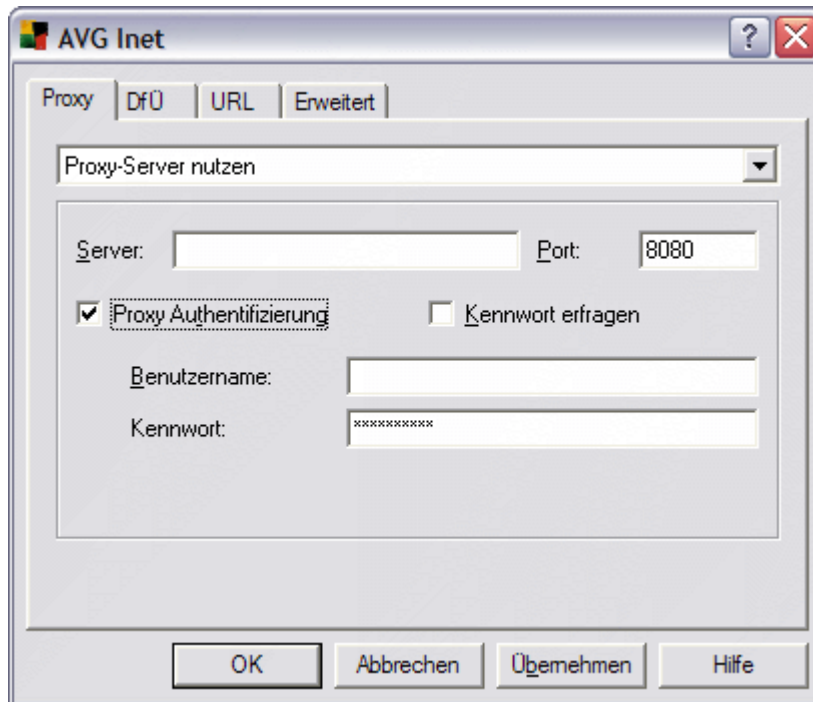 AVG Inet
Proxy DfÜ URL Erweitert
Proxy-Server nutzen
Server: Port: 8080
Proxy Authentifizierung Kennwort erfragen
Benutzername:
Kennwort: **********
OK Abbrechen Übernehmen Hilfe